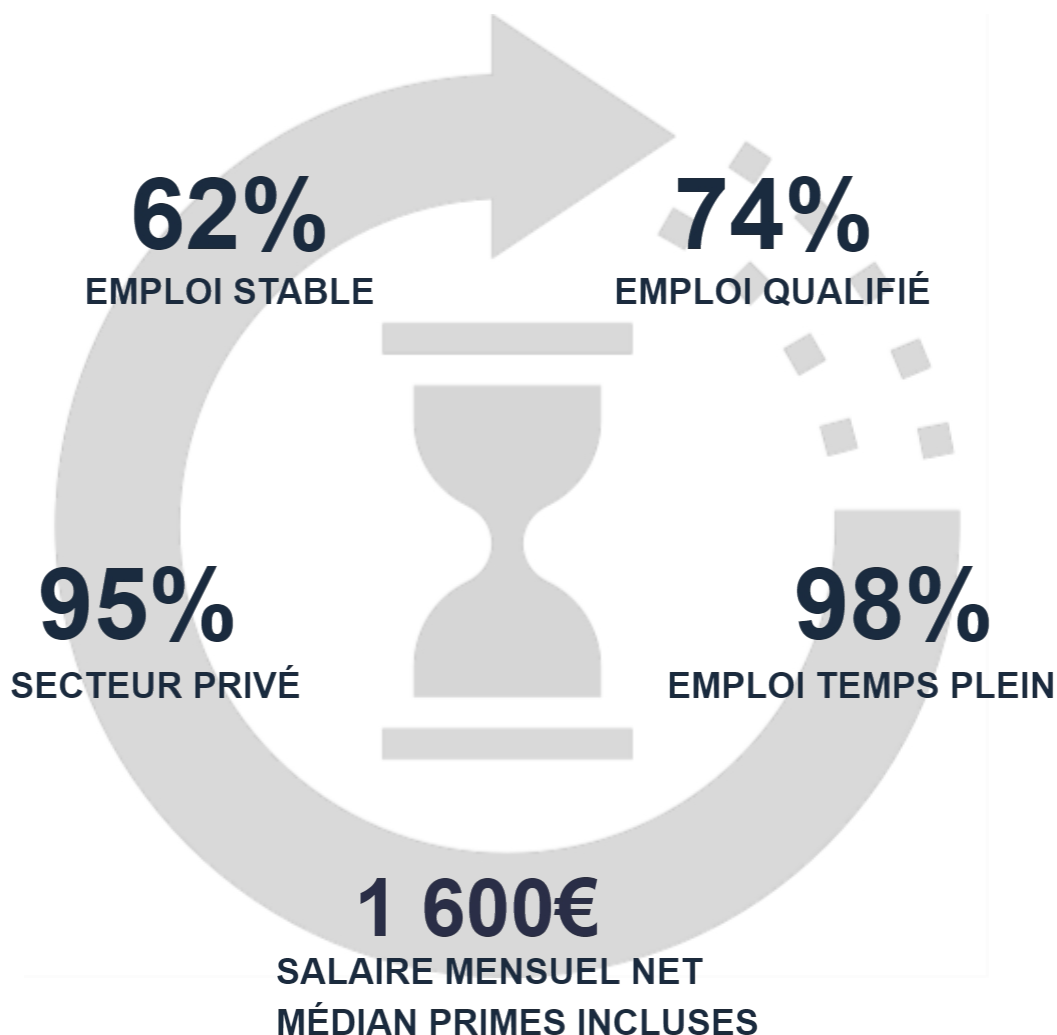 62%
EMPLOI STABLE
74%
EMPLOI QUALIFIÉ
95%
SECTEUR PRIVÉ
98%
EMPLOI TEMPS PLEIN
1 600€
SALAIRE MENSUEL NET
MÉDIAN PRIMES INCLUSES